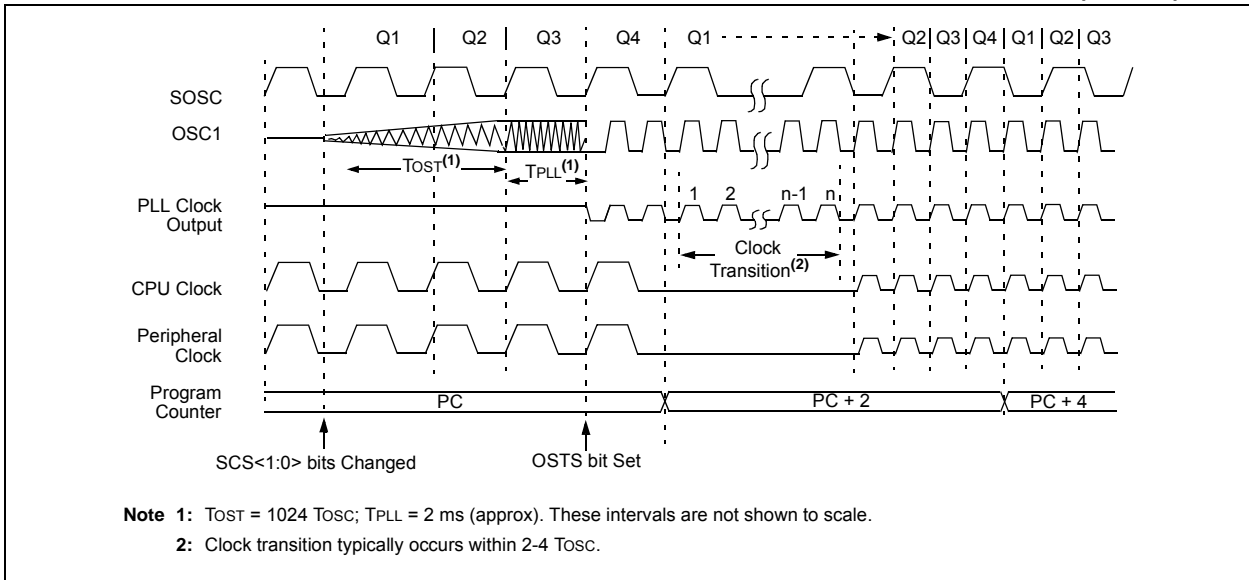 Q1 Q2 Q3 Q4 Q1 Q2 Q3 Q4 Q1 Q2 Q3
SOSC
OSC1
TOST(1)
TPLL(1)
PLL Clock
Output
1 2 n-1 n
Clock
Transition(2)
CPU Clock
Peripheral
Clock
Program
Counter
PC PC + 2 PC + 4
SCS<1:0> bits Changed OSTS bit Set
Note 1: TOST = 1024 TOSC; TPLL = 2 ms (approx). These intervals are not shown to scale.
2: Clock transition typically occurs within 2-4 TOSC.